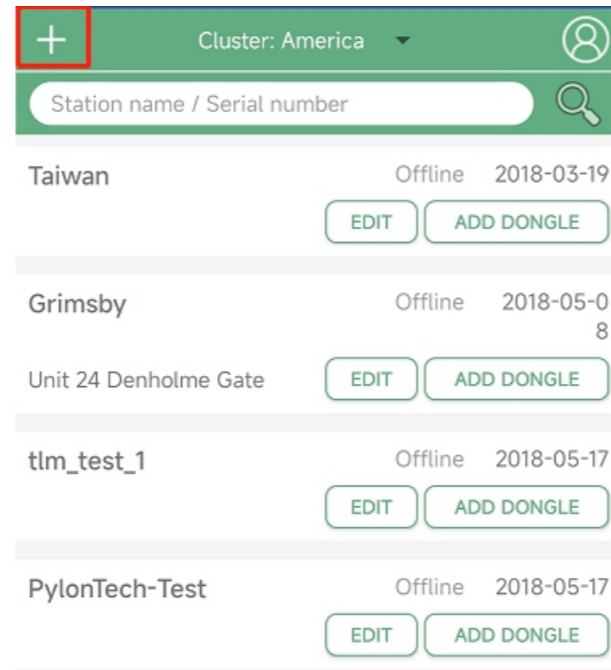 Cluster: America
Station name / Serial number
Taiwan Offline 2018-03-19
EDIT ADD DONGLE
Grimsby Offline 2018-05-0
8
Unit 24 Denholme Gate EDIT ADD DONGLE
tlm_test_1 Offline 2018-05-17
EDIT ADD DONGLE
PylonTech-Test Offline 2018-05-17
EDIT ADD DONGLE